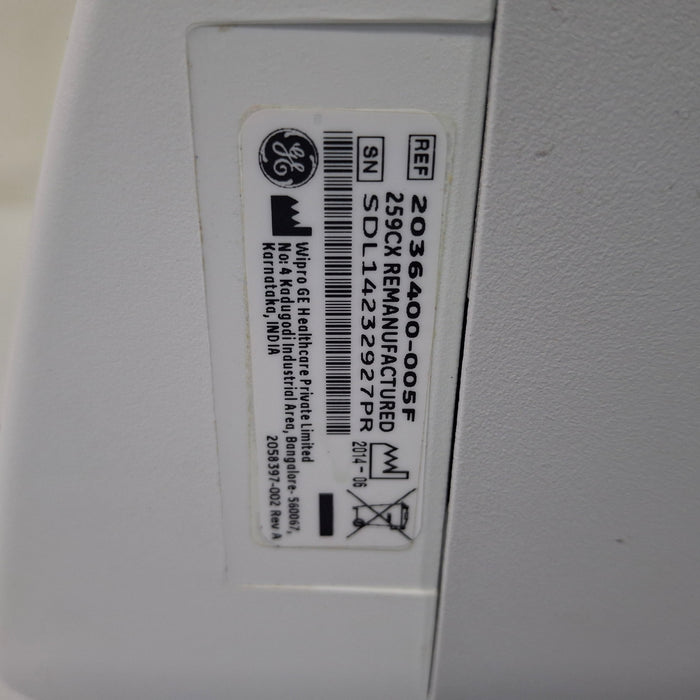 REF 2036400-005F
259CX REMANUFACTURED
SN SDL14232927PR
2014-06
GE
Wipro GE Healthcare Private Limited
No: 4 Kadugodi Industrial Area, Bangalore- 560067,
Karnataka, INDIA
2058397-002 Rev A